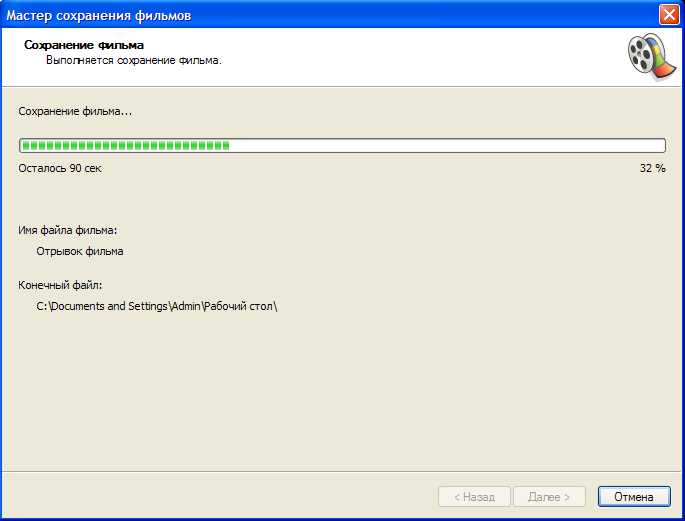 Мастер сохранения фильмов
Сохранение фильма
Выполняется сохранение фильма.
Сохранение фильма...
Осталось 90 сек
32 %
Имя файла фильма:
Отрывок фильма
Конечный файл:
C:\Documents and Settings\Admin\Рабочий стол\
< Назад
Далее >
Отмена